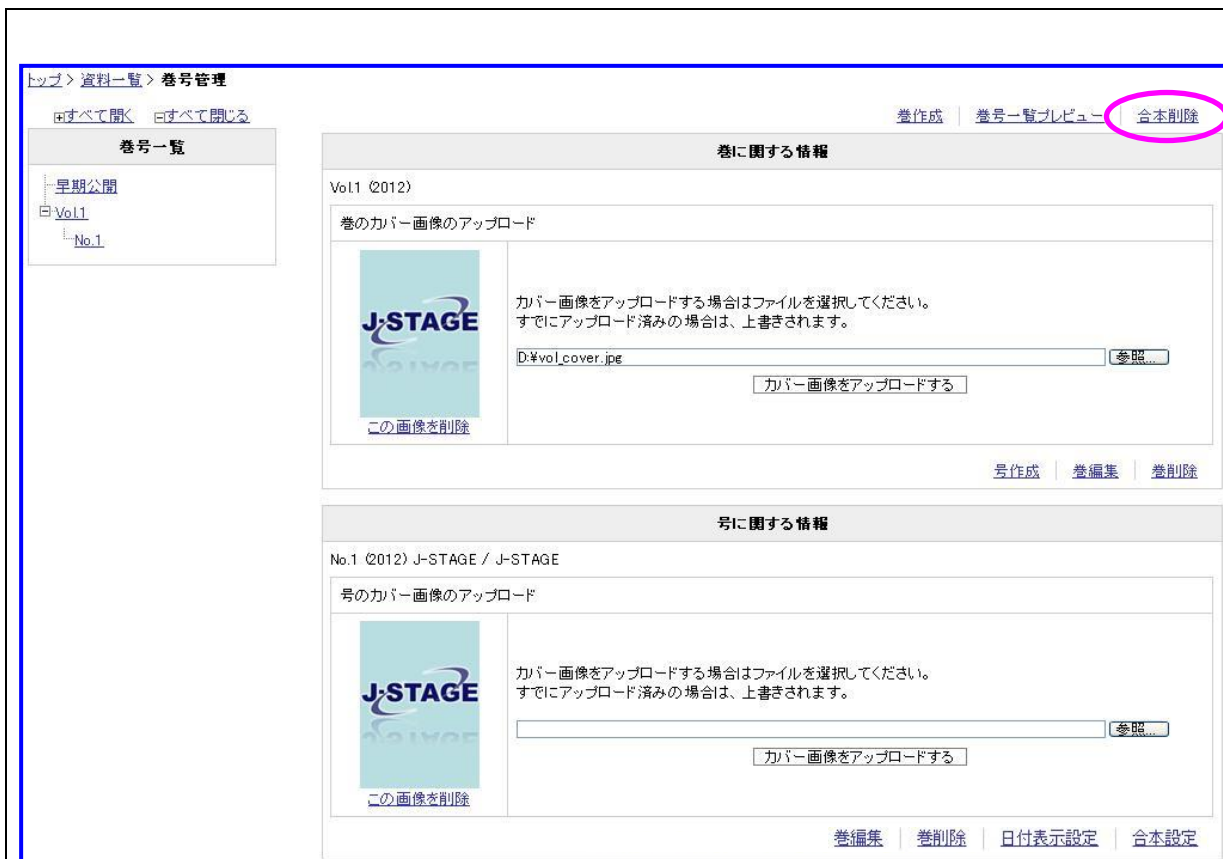 トップ > 資料一覧 > 巻号管理
すべて開く すべて閉じる
巻作成 巻号一覧プレビュー 合本削除
巻号一覧
早期公開
Vol.1
No.1
巻に関する情報
Vol.1 (2012)
巻のカバー画像のアップロード
J-STAGE
カバー画像をアップロードする場合はファイルを選択してください。
すでにアップロード済みの場合は、上書きされます。
D:¥vol_cover.jpg 参照...
カバー画像をアップロードする
この画像を削除
号作成 巻編集 巻削除
号に関する情報
No.1 (2012) J-STAGE / J-STAGE
号のカバー画像のアップロード
J-STAGE
カバー画像をアップロードする場合はファイルを選択してください。
すでにアップロード済みの場合は、上書きされます。
参照...
カバー画像をアップロードする
この画像を削除
巻編集 巻削除 日付表示設定 合本設定